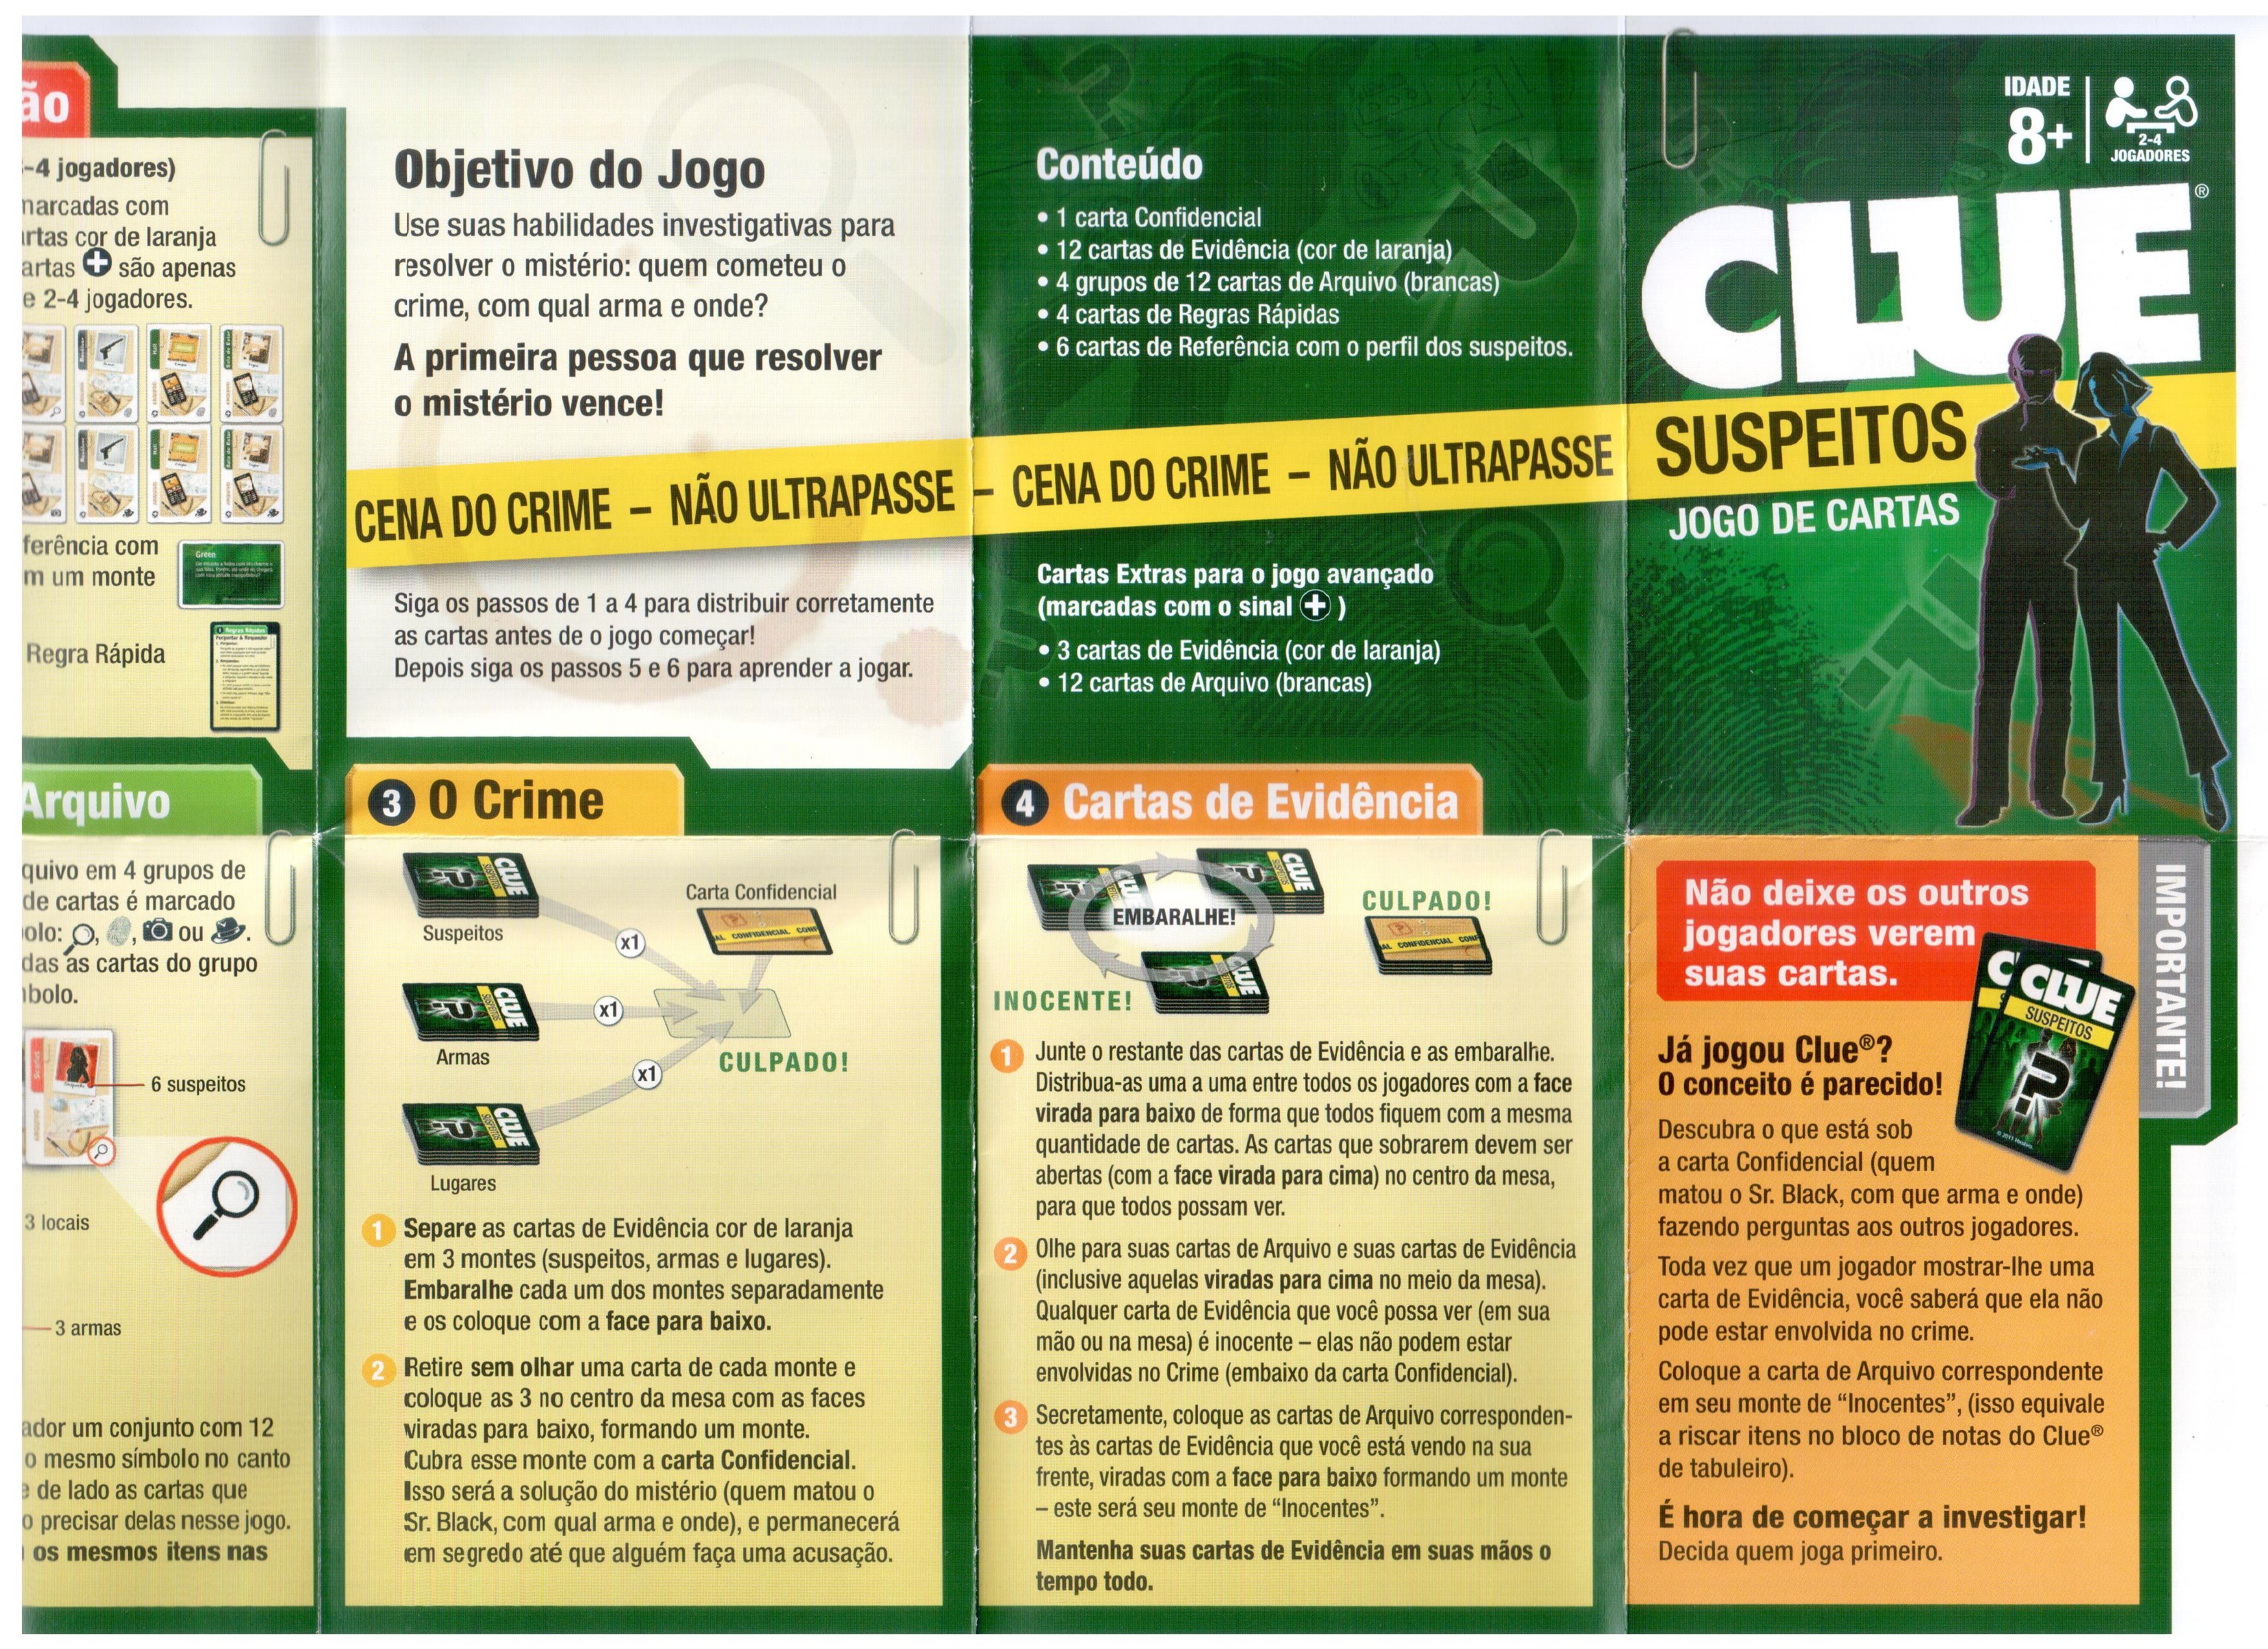 ão
-4 jogadores)
marcadas com
artas cor de laranja
artas + são apenas
e 2-4 jogadores.
ferência com
m um monte
Green
Regra Rápida
Regras Rápidas
Perguntar & Responder
Objetivo do Jogo
Use suas habilidades investigativas para
resolver o mistério: quem cometeu o
crime, com qual arma e onde?
A primeira pessoa que resolver
o mistério vence!
CENA DO CRIME – NÃO ULTRAPASSE – CENA DO CRIME – NÃO ULTRAPASSE
Siga os passos de 1 a 4 para distribuir corretamente
as cartas antes de o jogo começar!
Depois siga os passos 5 e 6 para aprender a jogar.
Conteúdo
• 1 carta Confidencial
• 12 cartas de Evidência (cor de laranja)
• 4 grupos de 12 cartas de Arquivo (brancas)
• 4 cartas de Regras Rápidas
• 6 cartas de Referência com o perfil dos suspeitos.
Cartas Extras para o jogo avançado
(marcadas com o sinal + )
• 3 cartas de Evidência (cor de laranja)
• 12 cartas de Arquivo (brancas)
IDADE
8+
2-4
JOGADORES
CLUE®
SUSPEITOS
JOGO DE CARTAS
Arquivo
quivo em 4 grupos de
de cartas é marcado
olo: , , ou .
das as cartas do grupo
bolo.
6 suspeitos
3 locais
3 armas
ador um conjunto com 12
o mesmo símbolo no canto
e de lado as cartas que
o precisar delas nesse jogo.
os mesmos itens nas
3 O Crime
CLUE
SUSPEITOS
Suspeitos
x1
Carta Confidencial
AL CONFIDENCIAL CONF
CLUE
SUSPEITOS
Armas
x1
CULPADO!
x1
CLUE
SUSPEITOS
Lugares
1 Separe as cartas de Evidência cor de laranja
em 3 montes (suspeitos, armas e lugares).
Embaralhe cada um dos montes separadamente
e os coloque com a face para baixo.
2 Retire sem olhar uma carta de cada monte e
coloque as 3 no centro da mesa com as faces
viradas para baixo, formando um monte.
Cubra esse monte com a carta Confidencial.
Isso será a solução do mistério (quem matou o
Sr. Black, com qual arma e onde), e permanecerá
em segredo até que alguém faça uma acusação.
4 Cartas de Evidência
EMBARALHE!
CULPADO!
AL CONFIDENCIAL CONF
INOCENTE!
1 Junte o restante das cartas de Evidência e as embaralhe.
Distribua-as uma a uma entre todos os jogadores com a face
virada para baixo de forma que todos fiquem com a mesma
quantidade de cartas. As cartas que sobrarem devem ser
abertas (com a face virada para cima) no centro da mesa,
para que todos possam ver.
2 Olhe para suas cartas de Arquivo e suas cartas de Evidência
(inclusive aquelas viradas para cima no meio da mesa).
Qualquer carta de Evidência que você possa ver (em sua
mão ou na mesa) é inocente – elas não podem estar
envolvidas no Crime (embaixo da carta Confidencial).
3 Secretamente, coloque as cartas de Arquivo corresponden-
tes às cartas de Evidência que você está vendo na sua
frente, viradas com a face para baixo formando um monte
– este será seu monte de “Inocentes”.
Mantenha suas cartas de Evidência em suas mãos o
tempo todo.
IMPORTANTE!
Não deixe os outros
jogadores verem
suas cartas.
CLUE
SUSPEITOS
© 2011 Hasbro.
Já jogou Clue®?
O conceito é parecido!
Descubra o que está sob
a carta Confidencial (quem
matou o Sr. Black, com que arma e onde)
fazendo perguntas aos outros jogadores.
Toda vez que um jogador mostrar-lhe uma
carta de Evidência, você saberá que ela não
pode estar envolvida no crime.
Coloque a carta de Arquivo correspondente
em seu monte de “Inocentes”, (isso equivale
a riscar itens no bloco de notas do Clue®
de tabuleiro).
É hora de começar a investigar!
Decida quem joga primeiro.